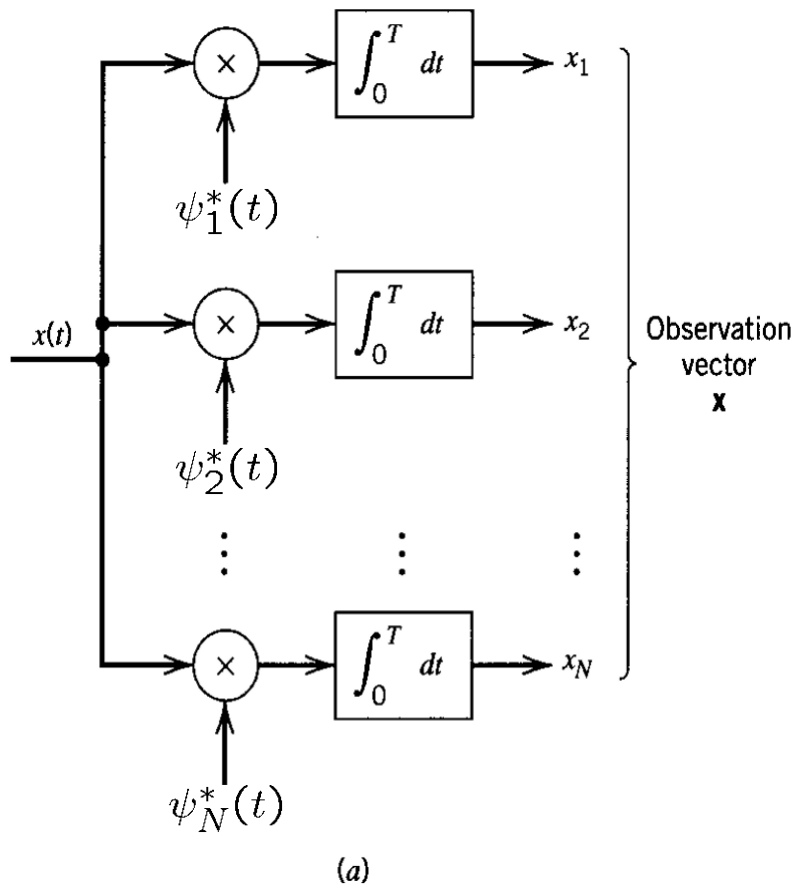 ∫₀ᵀ dt
x₁
ψ₁*(t)
x(t)
∫₀ᵀ dt
x₂
Observation
vector
x
ψ₂*(t)
∫₀ᵀ dt
x_N
ψ_N*(t)
(a)